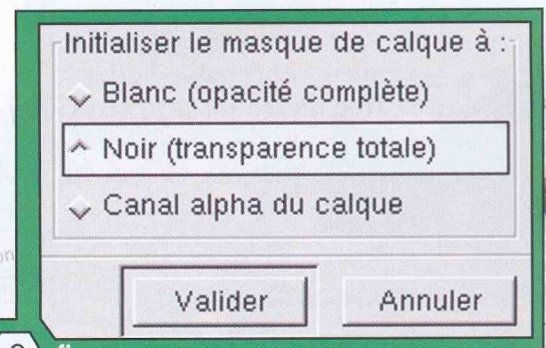 Initialiser le masque de calque à :
Blanc (opacité complète)
Noir (transparence totale)
Canal alpha du calque
Valider
Annuler